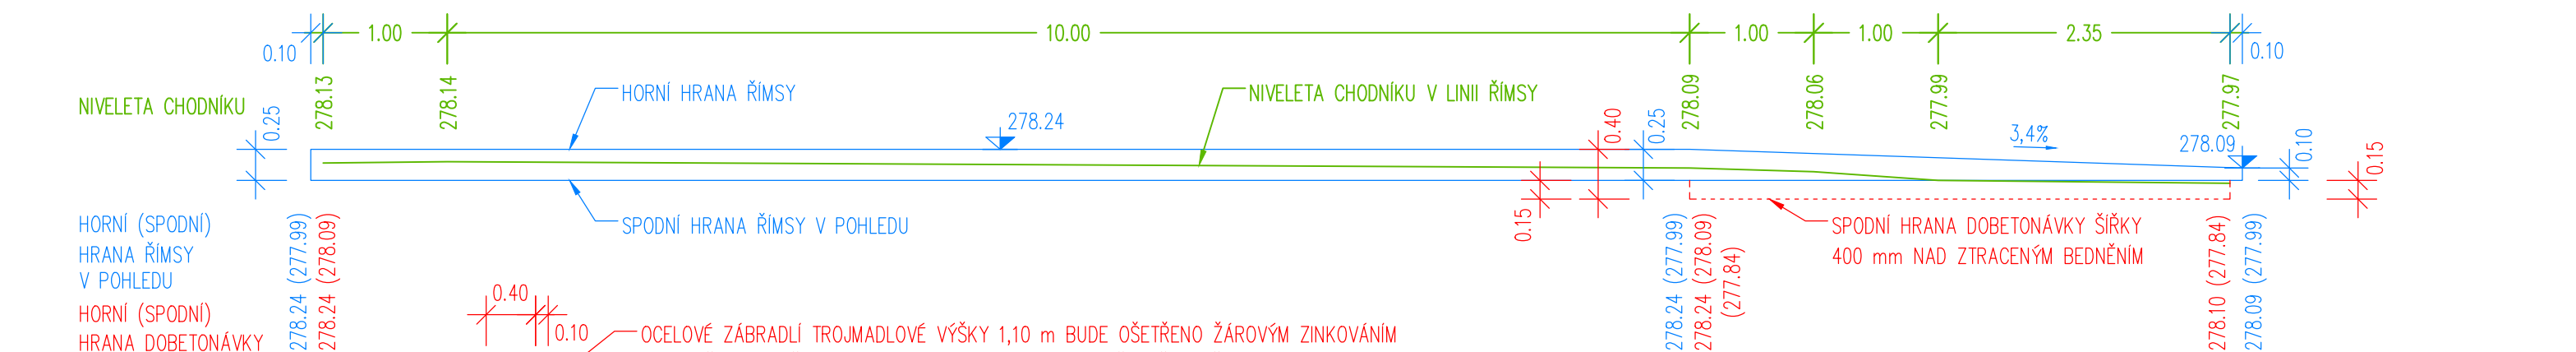 0.10
1.00
10.00
1.00
1.00
2.35
0.10
NIVELETA CHODNÍKU
278.13
278.14
278.09
278.06
277.99
277.97
0.25
HORNÍ HRANA ŘÍMSY
278.24
NIVELETA CHODNÍKU V LINII ŘÍMSY
0.40
0.25
3,4%
278.09
0.10
0.15
HORNÍ (SPODNÍ)
HRANA ŘÍMSY
V POHLEDU
278.24 (277.99)
278.24 (278.09)
SPODNÍ HRANA ŘÍMSY V POHLEDU
0.15
278.24 (277.99)
278.24 (278.09)
(277.84)
SPODNÍ HRANA DOBETONÁVKY ŠÍŘKY
400 mm NAD ZTRACENÝM BEDNĚNÍM
278.10 (277.84)
278.09 (277.99)
HORNÍ (SPODNÍ)
HRANA DOBETONÁVKY
0.40
0.10
OCELOVÉ ZÁBRADLÍ TROJMADLOVÉ VÝŠKY 1,10 m BUDE OŠETŘENO ŽÁROVÝM ZINKOVÁNÍM